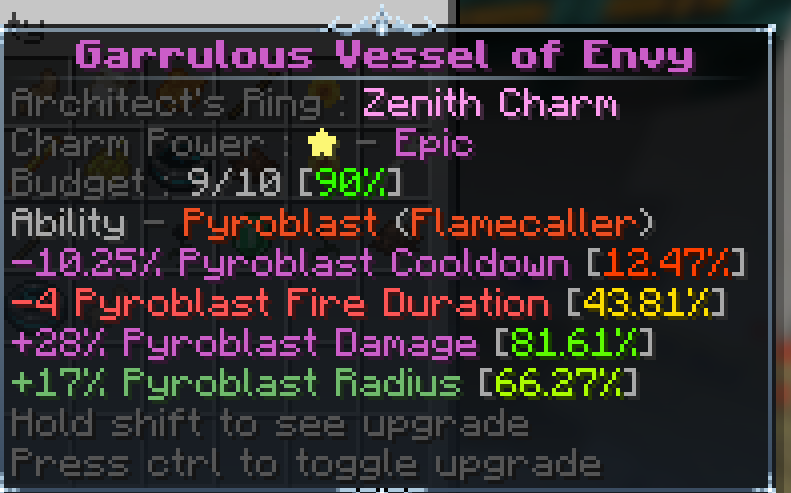 ty
Garrulous Vessel of Envy
Architect's Ring : Zenith Charm
Charm Power : ★ – Epic
Budget : 9/10 [90%]
Ability – Pyroblast (Flamecaller)
-10.25% Pyroblast Cooldown [12.47%]
-4 Pyroblast Fire Duration [43.81%]
+28% Pyroblast Damage [81.61%]
+17% Pyroblast Radius [66.27%]
Hold shift to see upgrade
Press ctrl to toggle upgrade